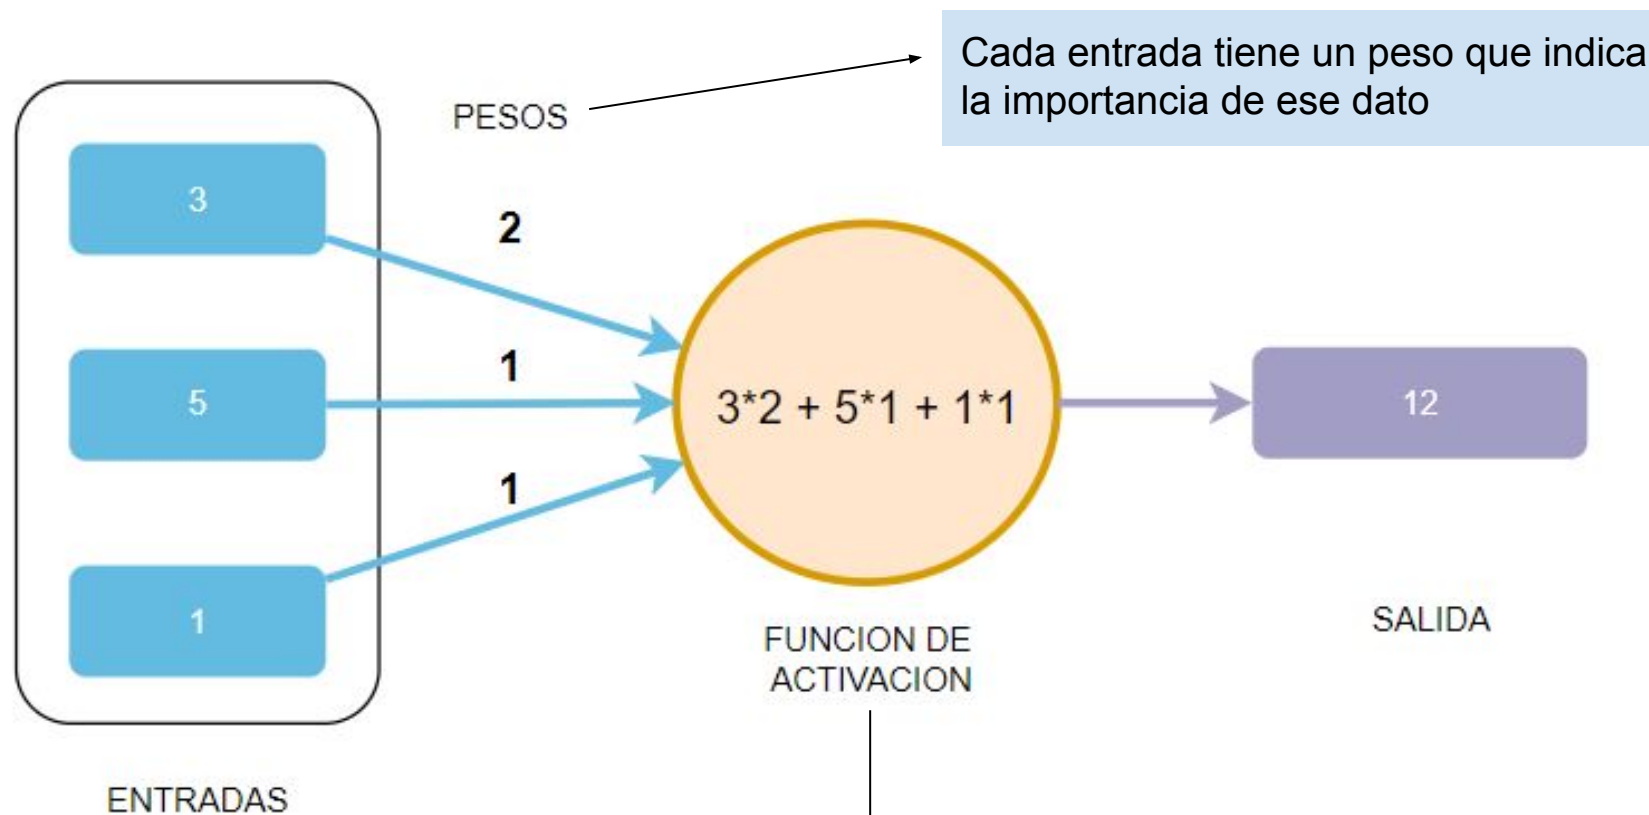 Cada entrada tiene un peso que indica
la importancia de ese dato
PESOS
3
2
5
1
3*2 + 5*1 + 1*1
12
1
1
FUNCION DE
ACTIVACION
SALIDA
ENTRADAS